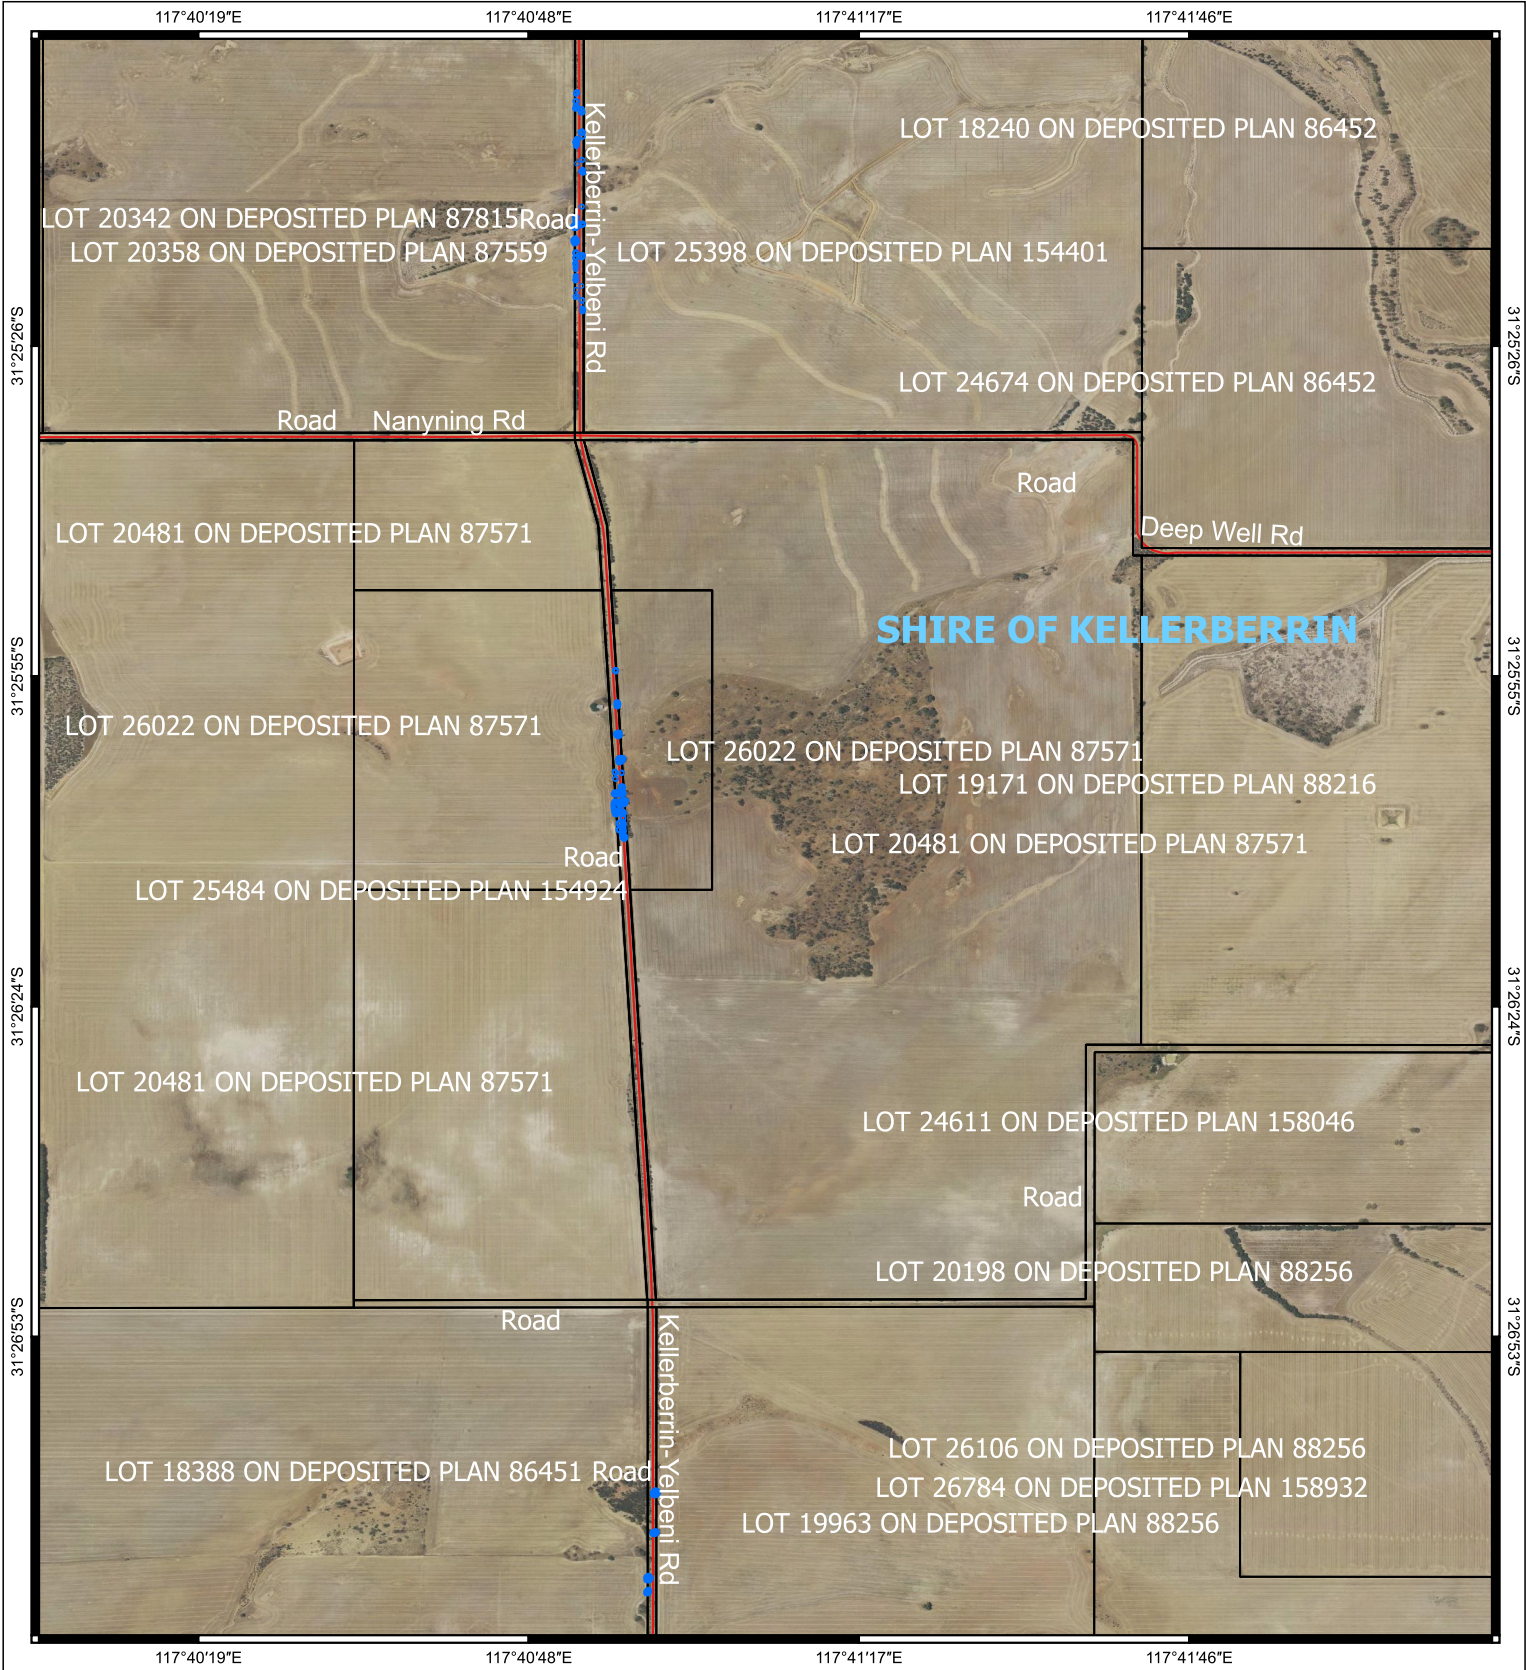 117°40'19"E 117°40'48"E 117°41'17"E 117°41'46"E
LOT 18240 ON DEPOSITED PLAN 86452
Kellerberrin-Yelbeni Rd
LOT 20342 ON DEPOSITED PLAN 87815
Road
LOT 20358 ON DEPOSITED PLAN 87559
LOT 25398 ON DEPOSITED PLAN 154401
31°25'26"S
31°25'26"S
LOT 24674 ON DEPOSITED PLAN 86452
Road
Nanyning Rd
Road
LOT 20481 ON DEPOSITED PLAN 87571
Deep Well Rd
SHIRE OF KELLERBERRIN
31°25'55"S
31°25'55"S
LOT 26022 ON DEPOSITED PLAN 87571
LOT 26022 ON DEPOSITED PLAN 87571
LOT 19171 ON DEPOSITED PLAN 88216
LOT 20481 ON DEPOSITED PLAN 87571
Road
LOT 25484 ON DEPOSITED PLAN 154924
31°26'24"S
31°26'24"S
LOT 20481 ON DEPOSITED PLAN 87571
LOT 24611 ON DEPOSITED PLAN 158046
Road
LOT 20198 ON DEPOSITED PLAN 88256
Road
31°26'53"S
31°26'53"S
Kellerberrin-Yelbeni Rd
LOT 26106 ON DEPOSITED PLAN 88256
LOT 18388 ON DEPOSITED PLAN 86451
Road
LOT 26784 ON DEPOSITED PLAN 158932
LOT 19963 ON DEPOSITED PLAN 88256
117°40'19"E 117°40'48"E 117°41'17"E 117°41'46"E